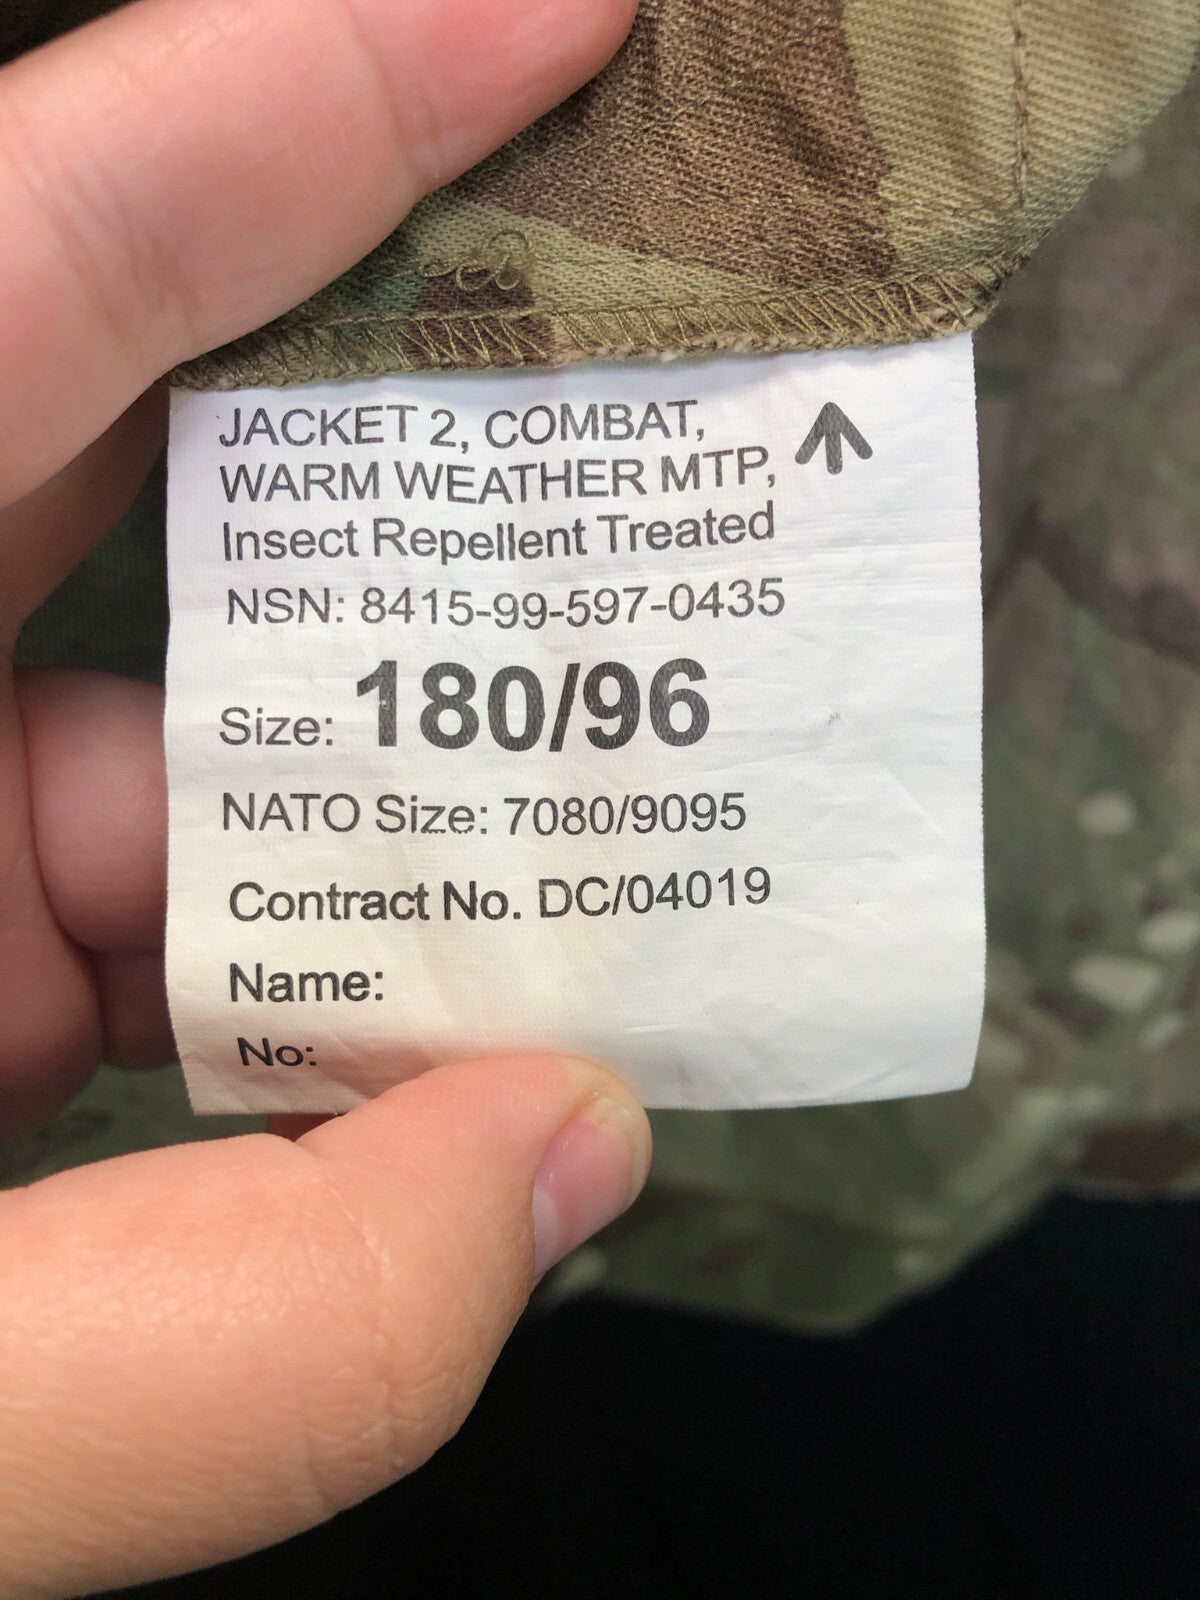 JACKET 2, COMBAT,
WARM WEATHER MTP,
Insect Repellent Treated
NSN: 8415-99-597-0435
Size: 180/96
NATO Size: 7080/9095
Contract No. DC/04019
Name:
No: